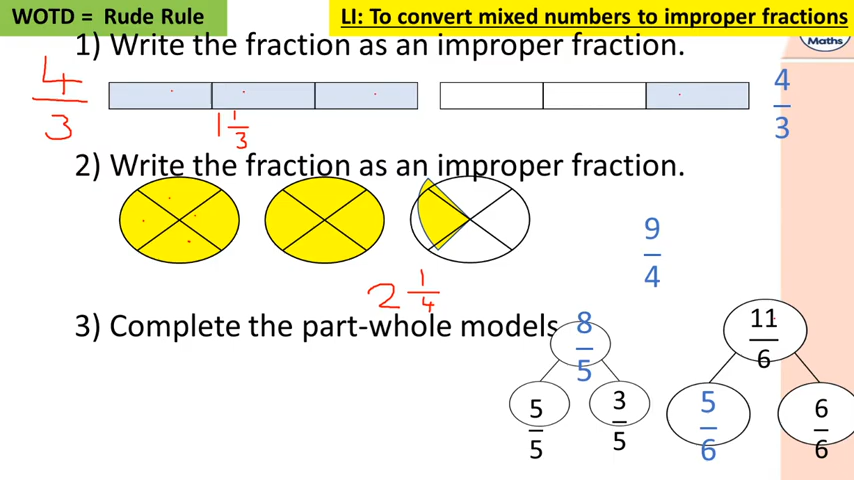 WOTD = Rude Rule
LI: To convert mixed numbers to improper fractions
Maths
1) Write the fraction as an improper fraction.
4/3
1 1/3
4/3
2) Write the fraction as an improper fraction.
9/4
2 1/4
3) Complete the part-whole models
8/5
5/5
3/5
11/6
5/6
6/6